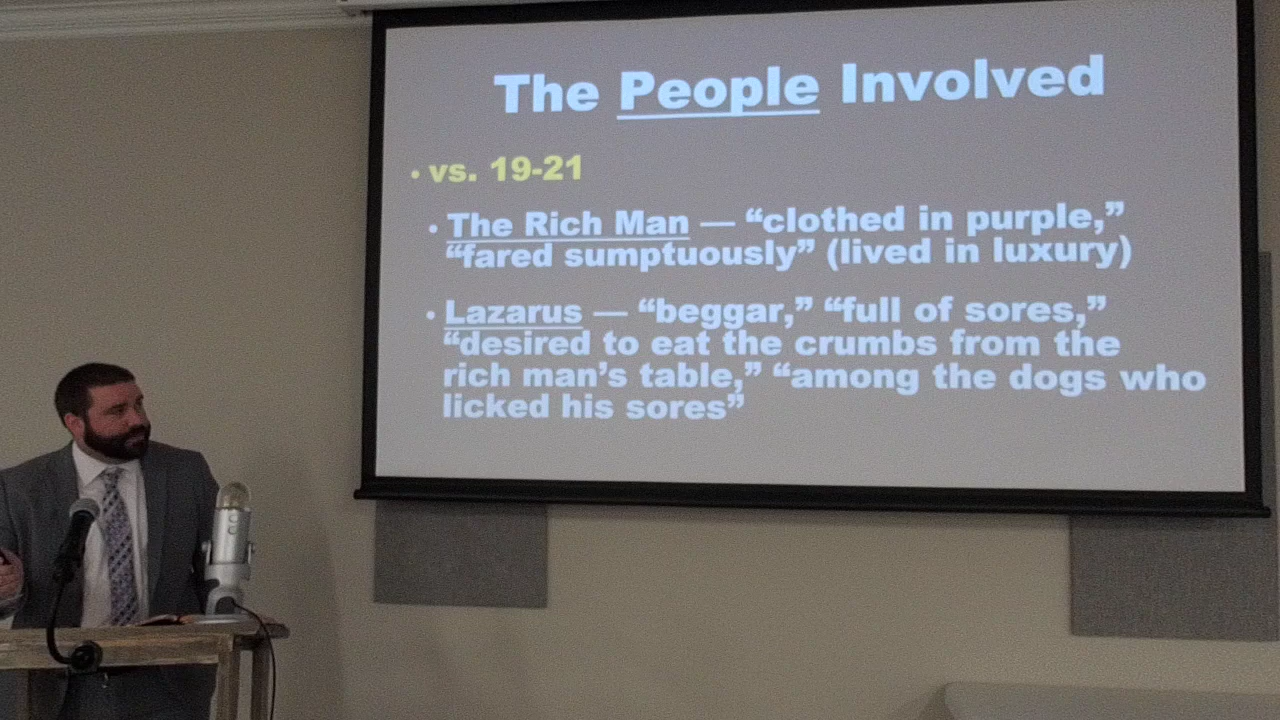 The People Involved
• vs. 19-21
• The Rich Man — “clothed in purple,”
“fared sumptuously” (lived in luxury)
• Lazarus — “beggar,” “full of sores,”
“desired to eat the crumbs from the
rich man’s table,” “among the dogs who
licked his sores”